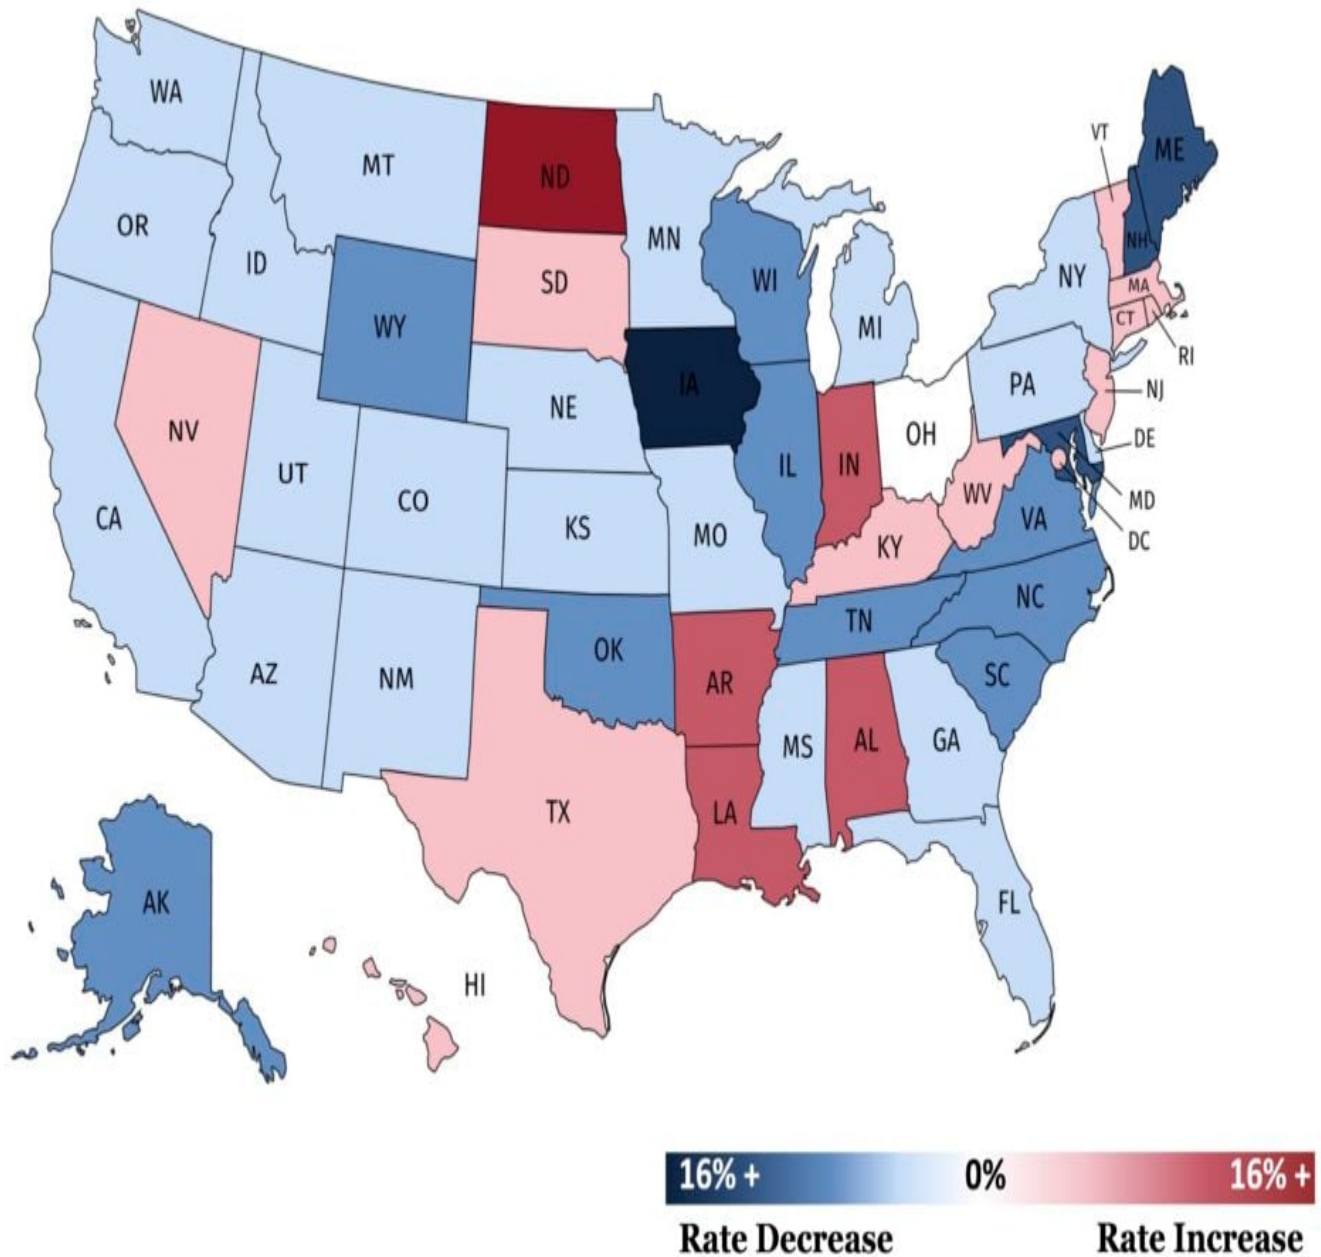 WA
VT
ME
MT
ND
OR
MN
NH
ID
SD
WI
NY
MA
WY
MI
CT
RI
IA
PA
NJ
NE
NV
OH
DE
UT
IL
IN
CO
WV
MD
CA
KS
MO
VA
KY
DC
NC
TN
OK
AZ
NM
AR
SC
MS
AL
GA
TX
LA
AK
FL
HI
16% + 0% 16% +
Rate Decrease Rate Increase